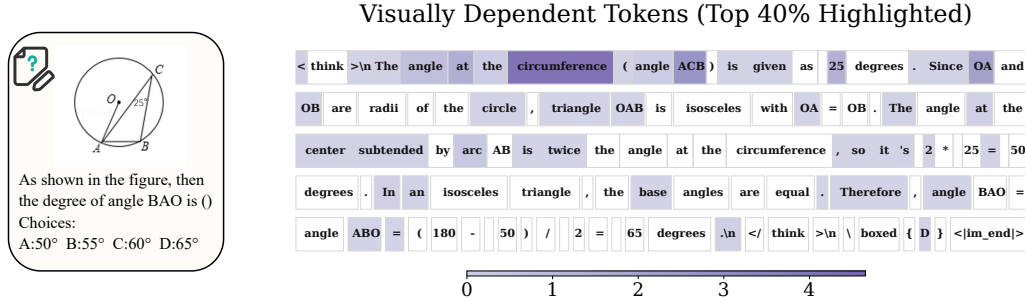 Visually Dependent Tokens (Top 40% Highlighted)
?
C
O
25°
A
B
As shown in the figure, then
the degree of angle BAO is ()
Choices:
A:50° B:55° C:60° D:65°
< think >\n The angle at the circumference ( angle ACB ) is given as 25 degrees . Since OA and
OB are radii of the circle , triangle OAB is isosceles with OA = OB . The angle at the
center subtended by arc AB is twice the angle at the circumference , so it 's 2 * 25 = 50
degrees . In an isosceles triangle , the base angles are equal . Therefore , angle BAO =
angle ABO = ( 180 - 50 ) / 2 = 65 degrees .\n </ think >\n \ boxed { D } <|im_end|>
0 1 2 3 4